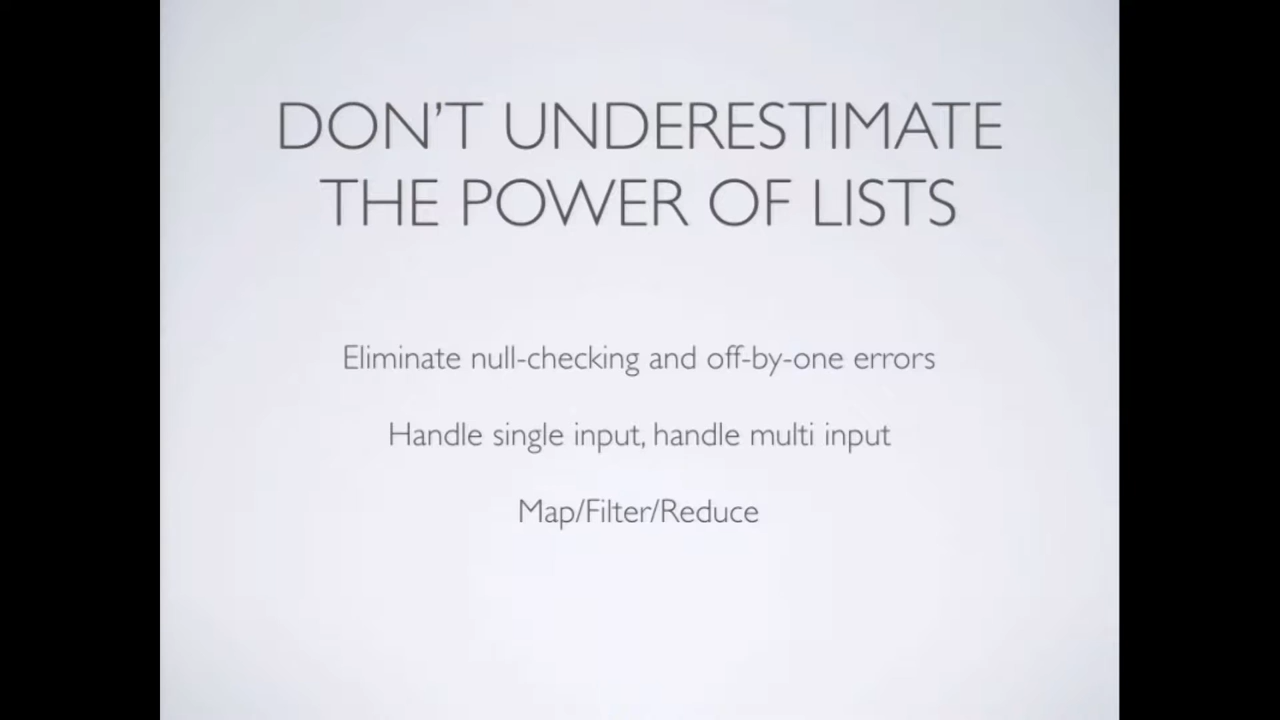 DON'T UNDERESTIMATE
THE POWER OF LISTS
Eliminate null-checking and off-by-one errors
Handle single input, handle multi input
Map/Filter/Reduce